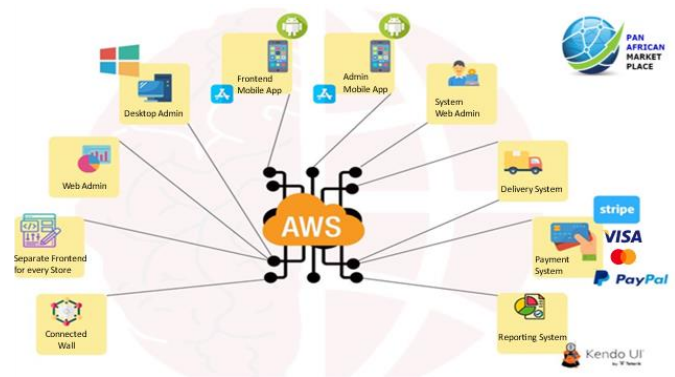 PAN
AFRICAN
MARKET
PLACE
Frontend
Mobile App
Admin
Mobile App
System
Web Admin
Desktop Admin
Web Admin
Delivery System
AWS
stripe
VISA
Separate Frontend
for every Store
Payment
System
PayPal
Connected
Wall
Reporting System
Kendo UI